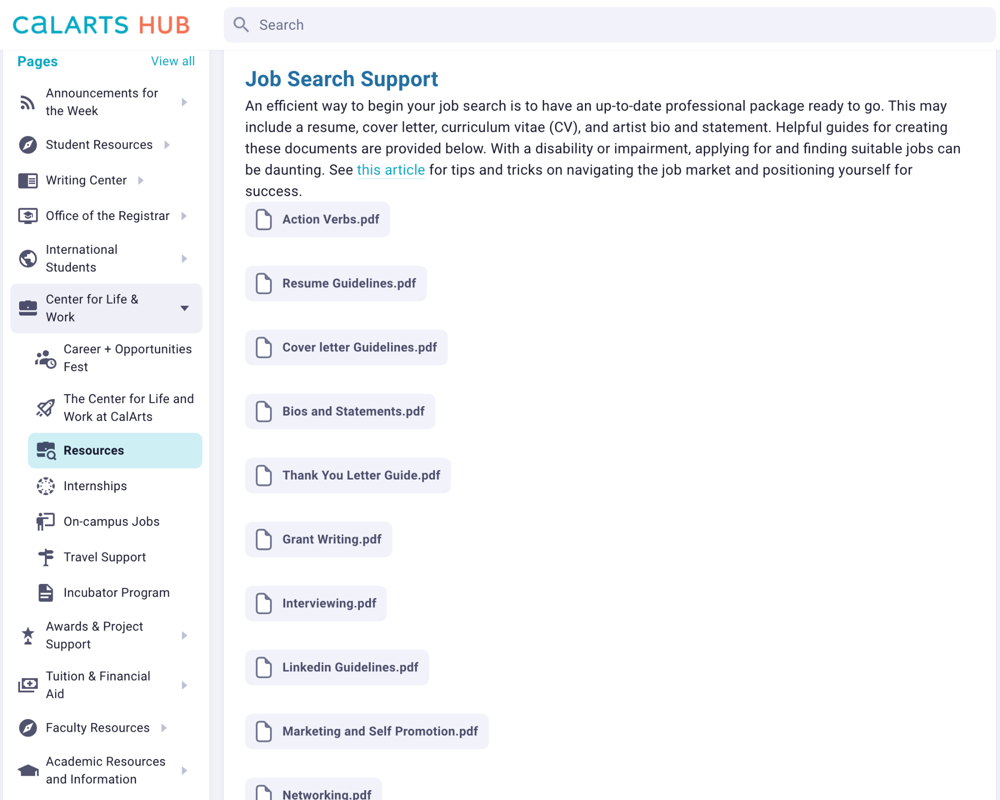 CALARTS HUB
Search
Pages
View all
Announcements for
the Week
Student Resources
Writing Center
Office of the Registrar
International
Students
Center for Life &
Work
Career + Opportunities
Fest
The Center for Life and
Work at CalArts
Resources
Internships
On-campus Jobs
Travel Support
Incubator Program
Awards & Project
Support
Tuition & Financial
Aid
Faculty Resources
Academic Resources
and Information
Job Search Support
An efficient way to begin your job search is to have an up-to-date professional package ready to go. This may
include a resume, cover letter, curriculum vitae (CV), and artist bio and statement. Helpful guides for creating
these documents are provided below. With a disability or impairment, applying for and finding suitable jobs can
be daunting. See this article for tips and tricks on navigating the job market and positioning yourself for
success.
Action Verbs.pdf
Resume Guidelines.pdf
Cover letter Guidelines.pdf
Bios and Statements.pdf
Thank You Letter Guide.pdf
Grant Writing.pdf
Interviewing.pdf
Linkedin Guidelines.pdf
Marketing and Self Promotion.pdf
Networking.pdf